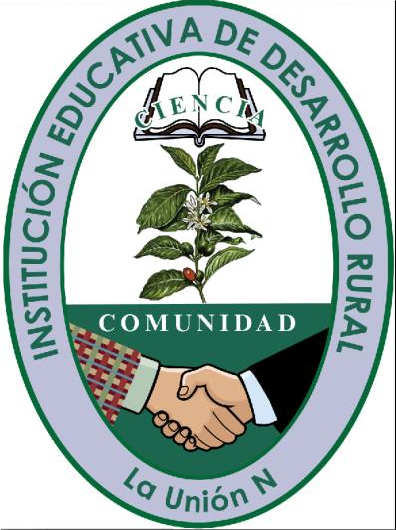 INSTITUCIÓN EDUCATIVA DE DESARROLLO RURAL
CIENCIA
COMUNIDAD
La Unión N